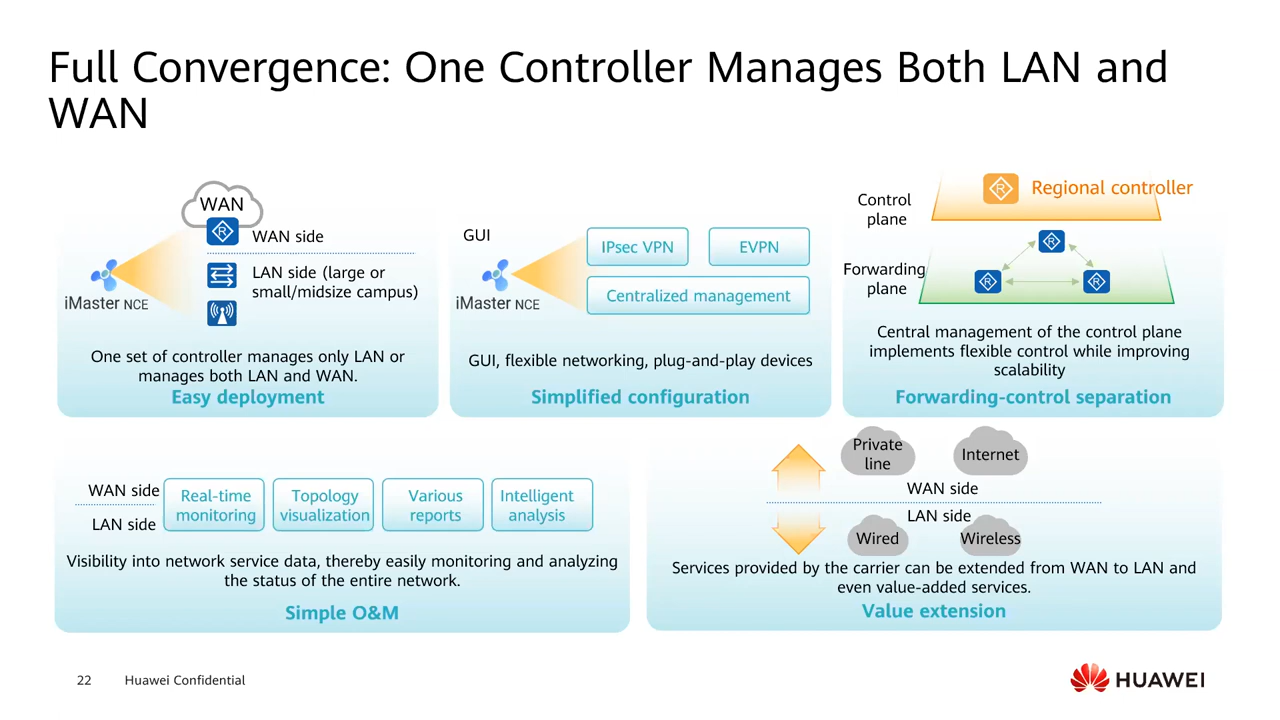 Full Convergence: One Controller Manages Both LAN and
WAN
WAN
WAN side
LAN side (large or
small/midsize campus)
iMaster NCE
One set of controller manages only LAN or
manages both LAN and WAN.
Easy deployment
GUI
iMaster NCE
IPsec VPN
EVPN
Centralized management
GUI, flexible networking, plug-and-play devices
Simplified configuration
Control
plane
R
Regional controller
Forwarding
plane
R
R
R
Central management of the control plane
implements flexible control while improving
scalability
Forwarding-control separation
WAN side
LAN side
Real-time
monitoring
Topology
visualization
Various
reports
Intelligent
analysis
Visibility into network service data, thereby easily monitoring and analyzing
the status of the entire network.
Simple O&M
Private
line
Internet
WAN side
LAN side
Wired
Wireless
Services provided by the carrier can be extended from WAN to LAN and
even value-added services.
Value extension
22
Huawei Confidential
HUAWEI